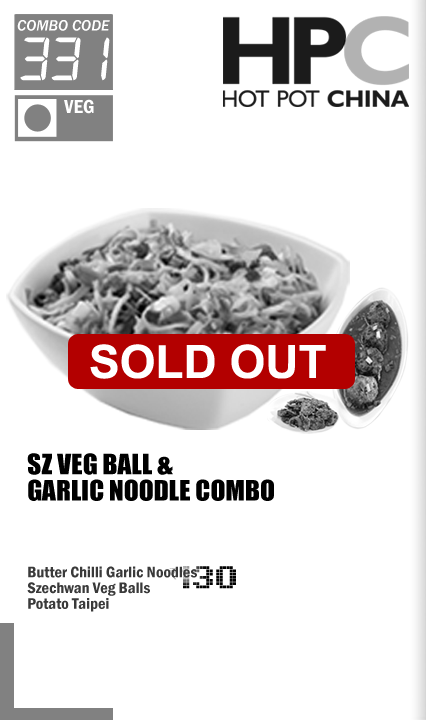 COMBO CODE
331
VEG
HPC
HOT POT CHINA
SOLD OUT
SZ VEG BALL &
GARLIC NOODLE COMBO
Butter Chilli Garlic Noodles
130
Szechwan Veg Balls
Potato Taipei